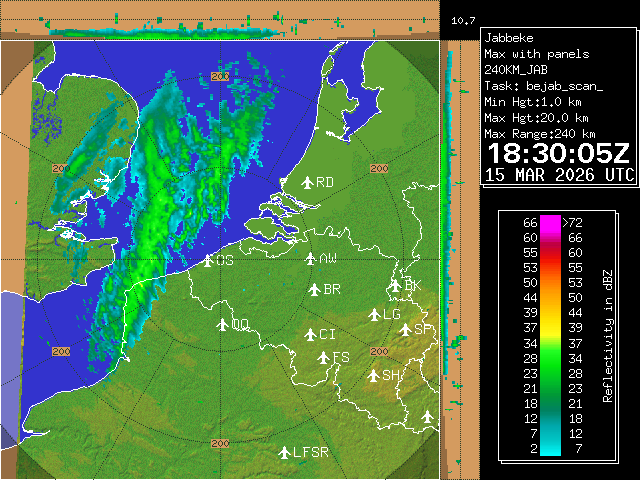 10.7
Jabbeke
Max with panels
240KM_JAB
Task: bejab_scan_
Min Hgt:1.0 km
Max Hgt:20.0 km
Max Range:240 km
18:30:05Z
15 MAR 2026 UTC
200
200
200
RD
OS
AW
BR
BK
QQ
LG
CI
SP
FS
200
200
SH
200
LFSR
66 >72
60 66
55 60
53 55
50 53
44 50
39 44
37 39
34 37
28 34
23 28
21 23
18 21
12 18
7 12
2 7
Reflectivity in dBZ